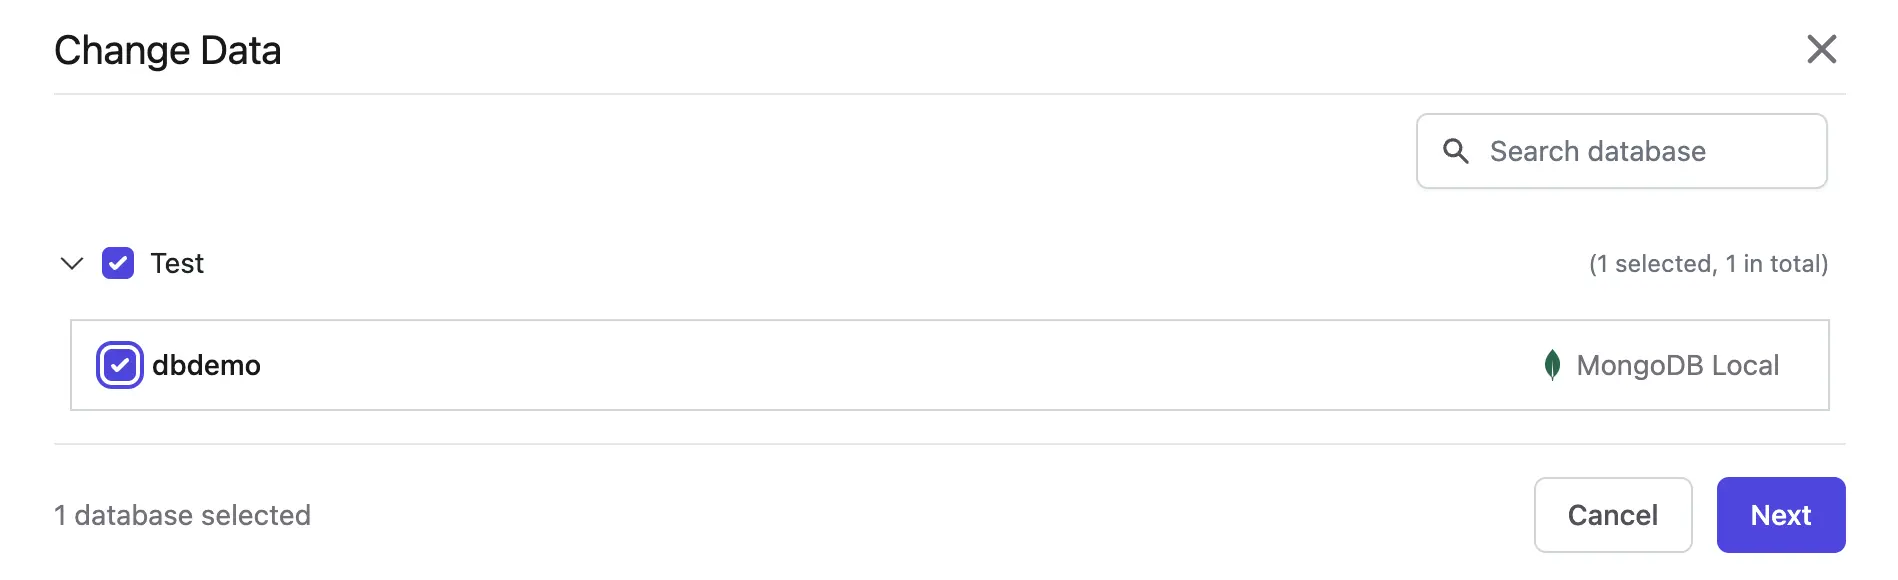 Change Data
Search database
Test (1 selected, 1 in total)
dbdemo MongoDB Local
1 database selected Cancel Next